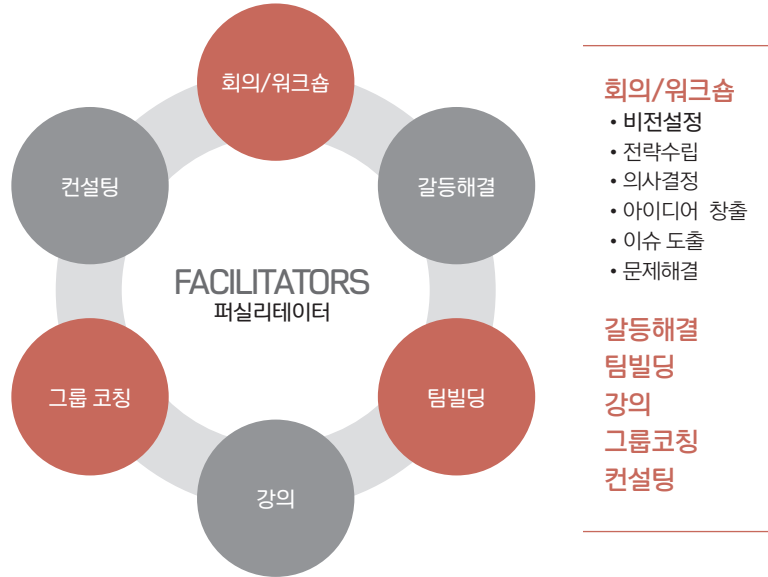 회의/워크숍
컨설팅
갈등해결
FACILITATORS
퍼실리테이터
그룹 코칭
팀빌딩
강의
회의/워크숍
• 비전설정
• 전략수립
• 의사결정
• 아이디어 창출
• 이슈 도출
• 문제해결
갈등해결
팀빌딩
강의
그룹코칭
컨설팅